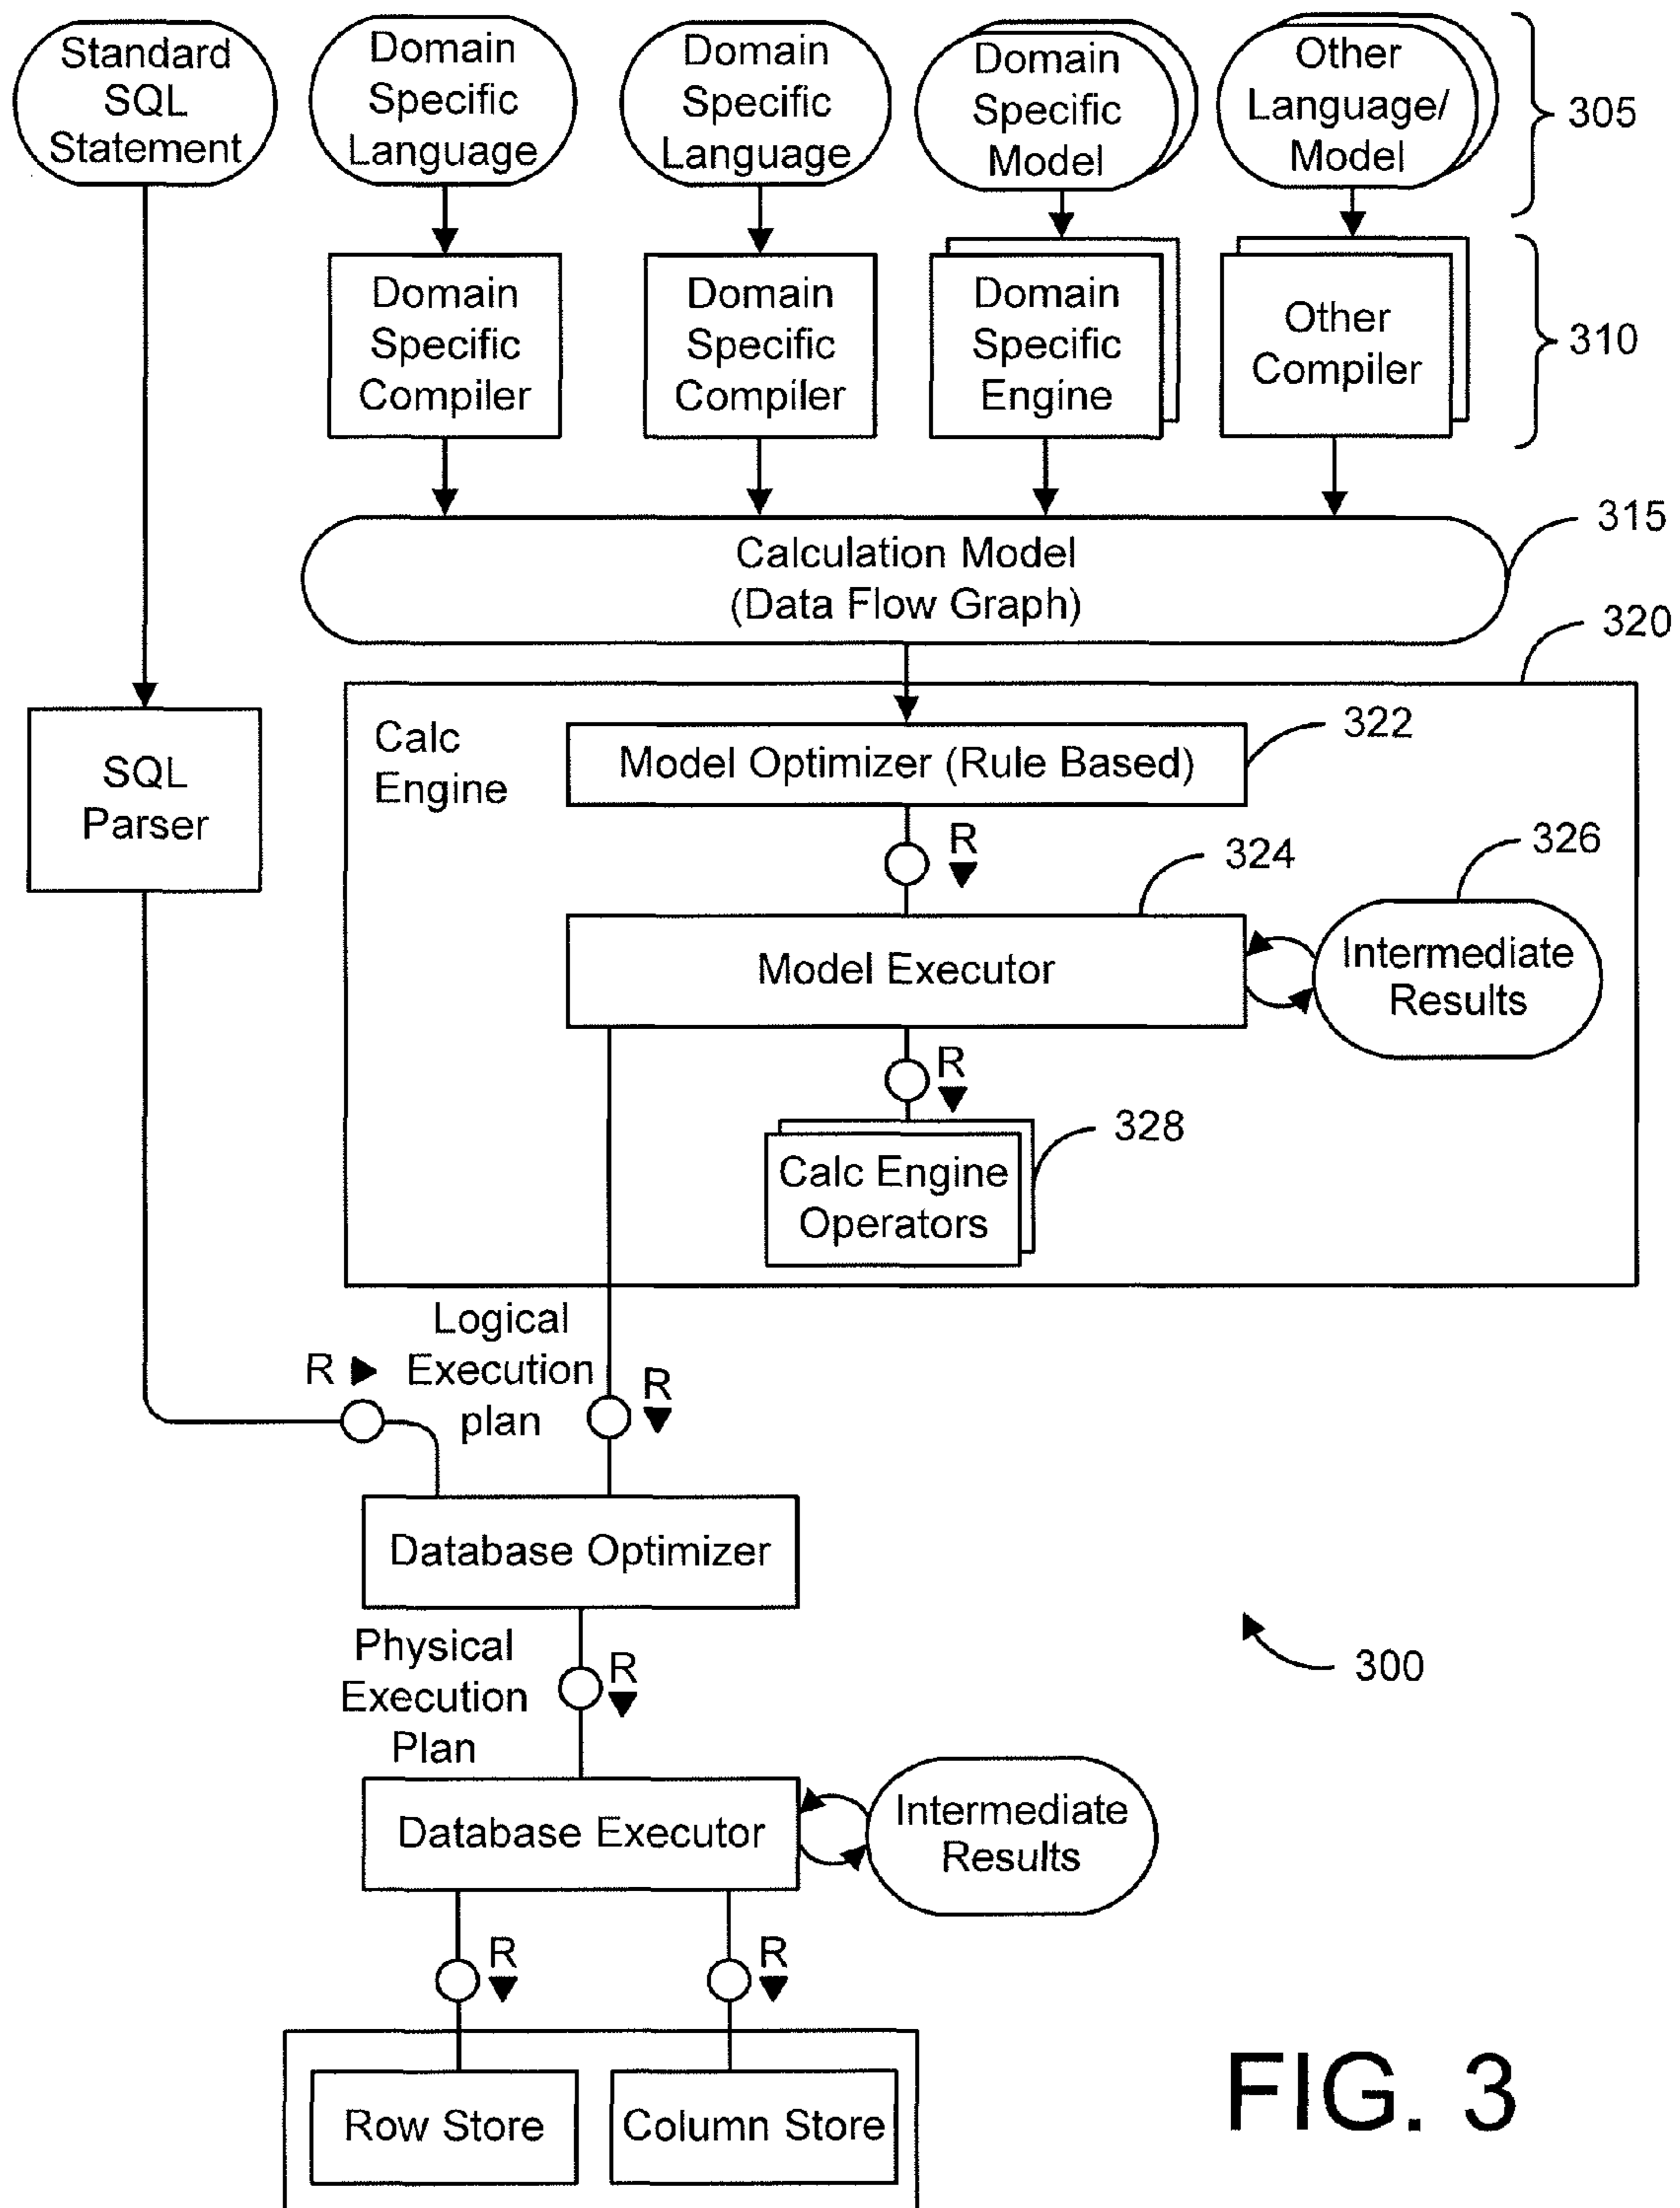 Standard
SQL
Statement
Domain
Specific
Language
Domain
Specific
Language
Domain
Specific
Model
Other
Language/
Model
305
Domain
Specific
Compiler
Domain
Specific
Compiler
Domain
Specific
Engine
Other
Compiler
310
Calculation Model
(Data Flow Graph)
315
320
SQL
Parser
Calc
Engine
Model Optimizer (Rule Based)
322
R
324
326
Model Executor
Intermediate
Results
R
328
Calc Engine
Operators
Logical
Execution
plan
R
R
Database Optimizer
Physical
Execution
Plan
R
300
Database Executor
Intermediate
Results
R
R
Row Store
Column Store
FIG. 3